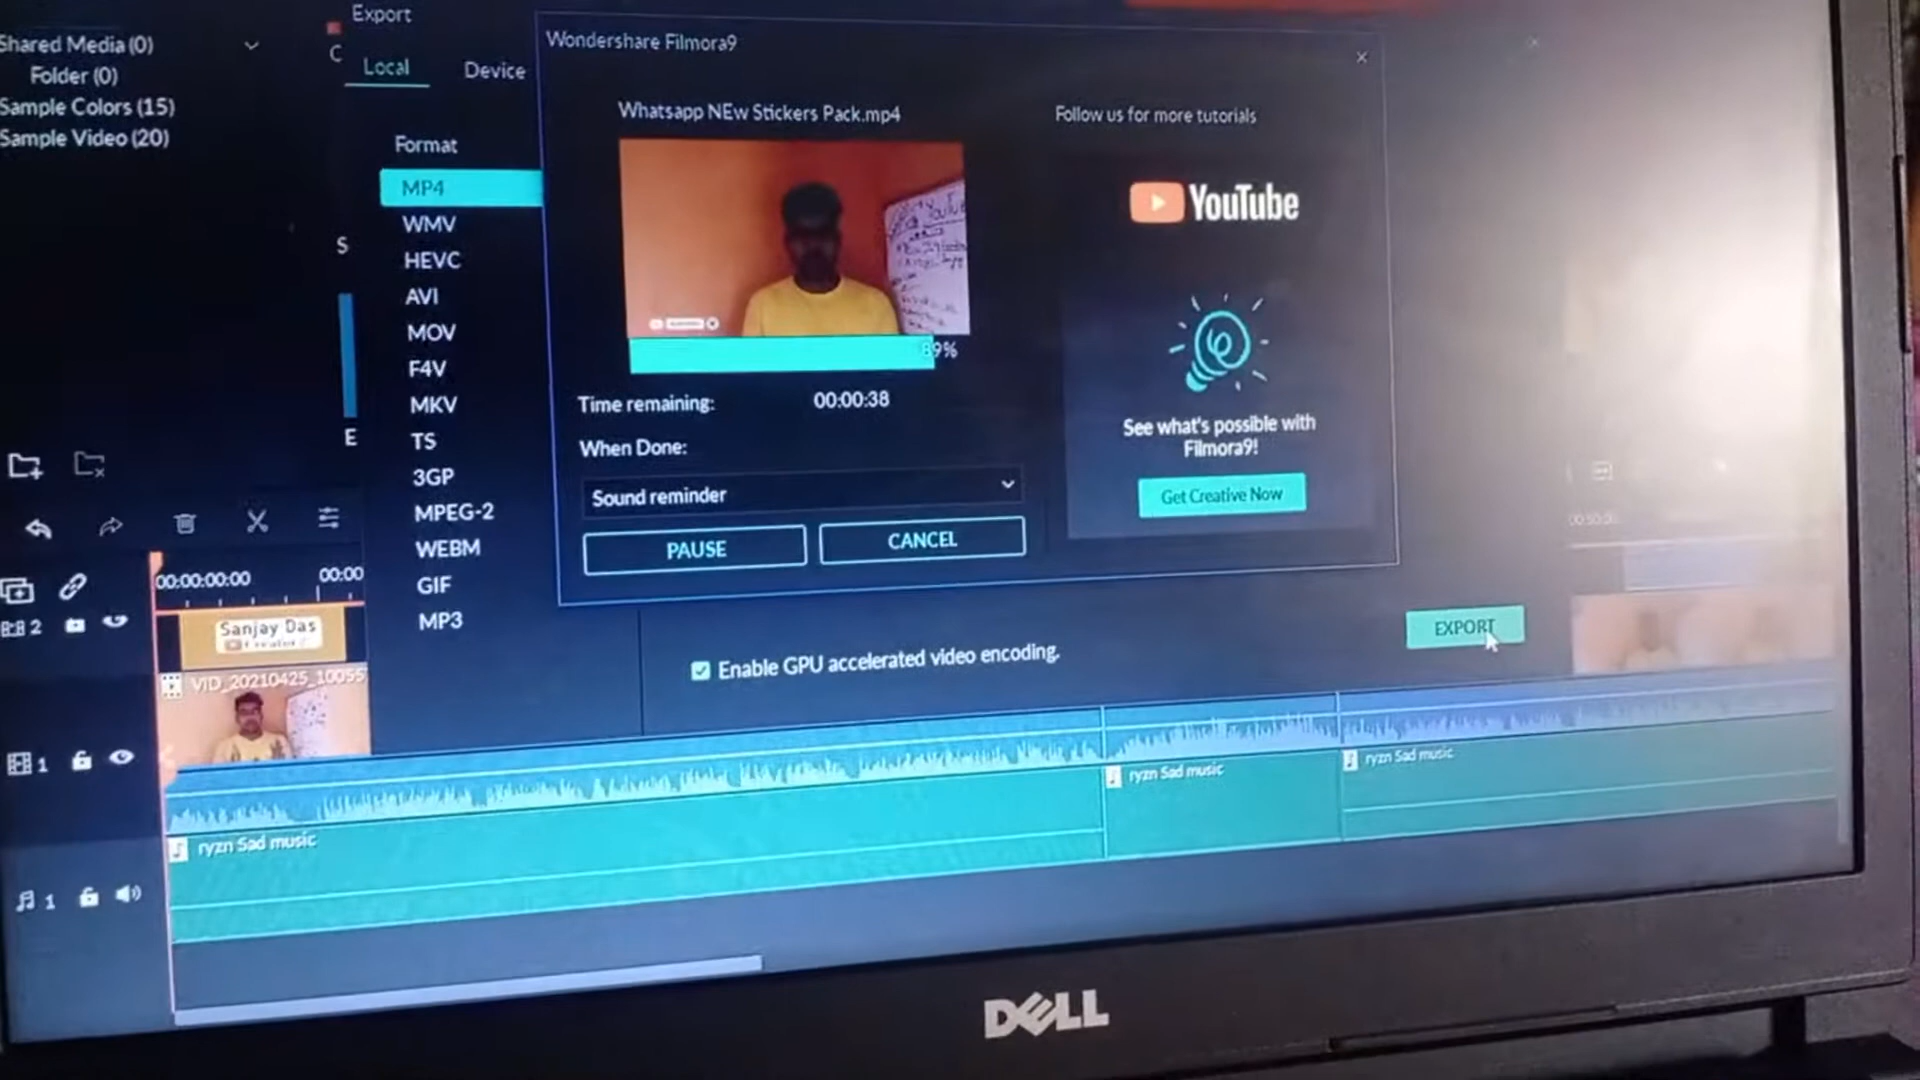 Export
Shared Media (0)
Folder (0)
Sample Colors (15)
Sample Video (20)
Local
Device
Format
MP4
WMV
HEVC
AVI
MOV
F4V
MKV
TS
3GP
MPEG-2
WEBM
GIF
MP3
Wondershare Filmora9
Whatsapp NEw Stickers Pack.mp4
89%
Time remaining: 00:00:38
When Done:
Sound reminder
PAUSE
CANCEL
Follow us for more tutorials
YouTube
See what's possible with
Filmora9!
Get Creative Now
Enable GPU accelerated video encoding.
EXPORT
00:00:00:00
00:00
2
Sanjay Das
VID_20210425_10055
1
ryzn Sad music
ryzn Sad music
ryzn Sad music
1
DELL